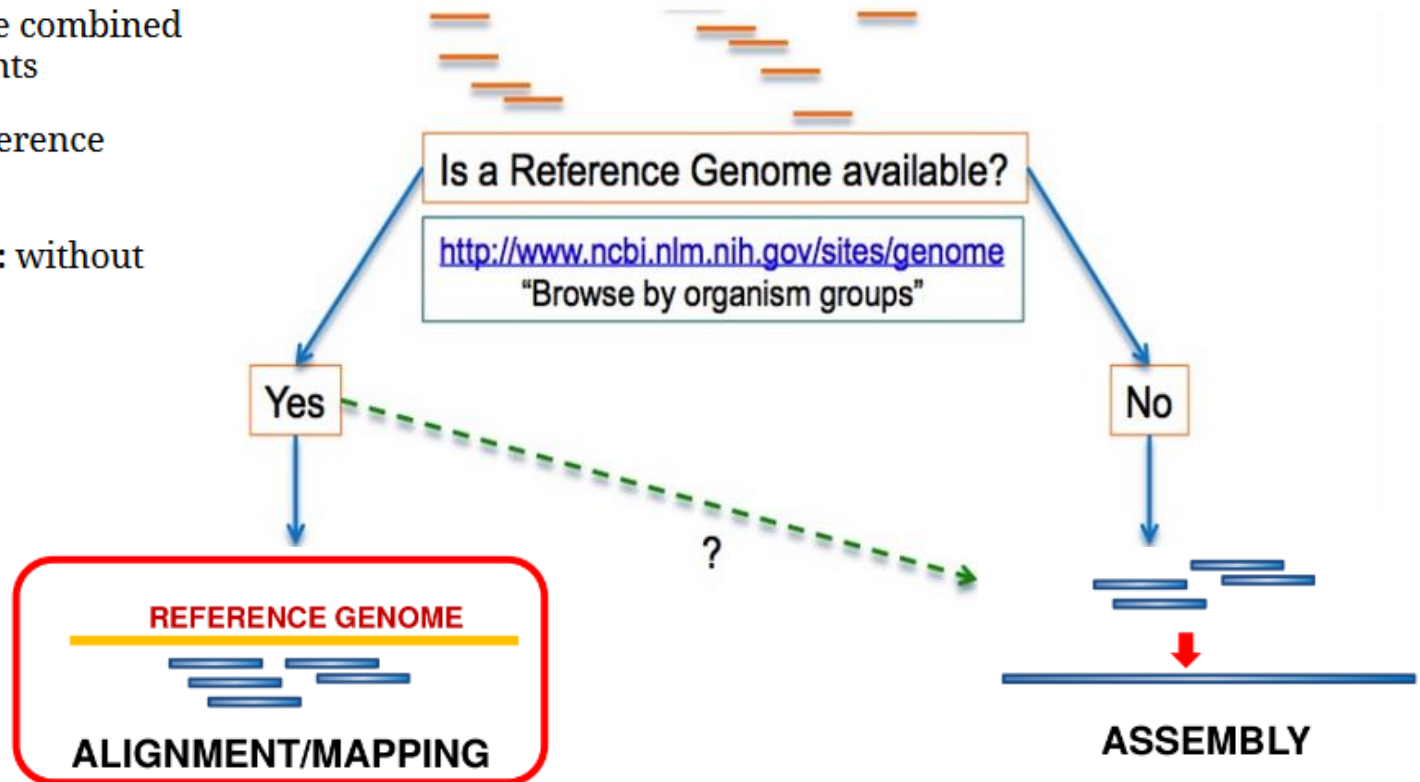 e combined
nts
erence
: without
Is a Reference Genome available?
http://www.ncbi.nlm.nih.gov/sites/genome
“Browse by organism groups”
Yes
No
?
REFERENCE GENOME
ALIGNMENT/MAPPING
ASSEMBLY